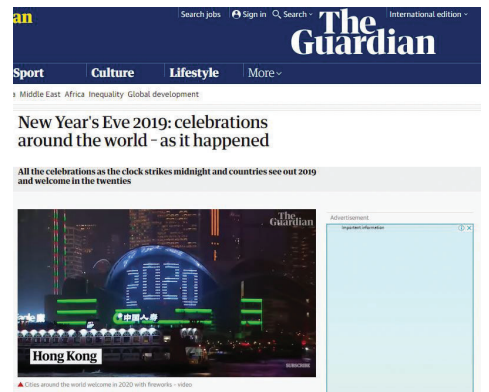 an
Search jobs Sign in Search
International edition
The
Guardian
Sport Culture Lifestyle More
Middle East Africa Inequality Global development
New Year's Eve 2019: celebrations
around the world – as it happened
All the celebrations as the clock strikes midnight and countries see out 2019
and welcome in the twenties
The
Guardian
2020
中國人壽
Hong Kong
SUBSCRIBE
Cities around the world welcome in 2020 with fireworks – video
Advertisement
Important information